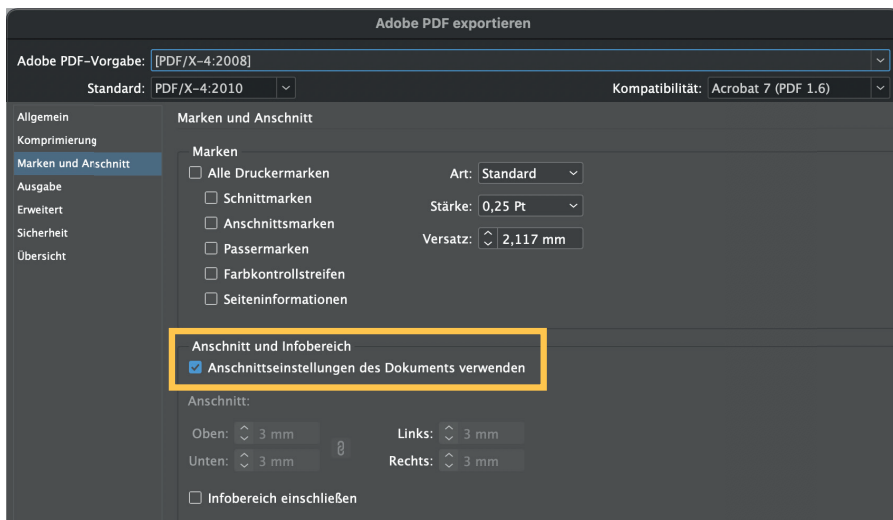 Adobe PDF exportieren
Adobe PDF-Vorgabe: [PDF/X-4:2008]
Standard: PDF/X-4:2010 Kompatibilität: Acrobat 7 (PDF 1.6)
Allgemein
Komprimierung
Marken und Anschnitt
Ausgabe
Erweitert
Sicherheit
Übersicht
Marken und Anschnitt
Marken
Alle Druckermarken
Schnittmarken
Anschnittsmarken
Passermarken
Farbkontrollstreifen
Seiteninformationen
Art: Standard
Stärke: 0,25 Pt
Versatz: 2,117 mm
Anschnitt und Infobereich
Anschnittseinstellungen des Dokuments verwenden
Anschnitt:
Oben: 3 mm Links: 3 mm
Unten: 3 mm Rechts: 3 mm
Infobereich einschließen